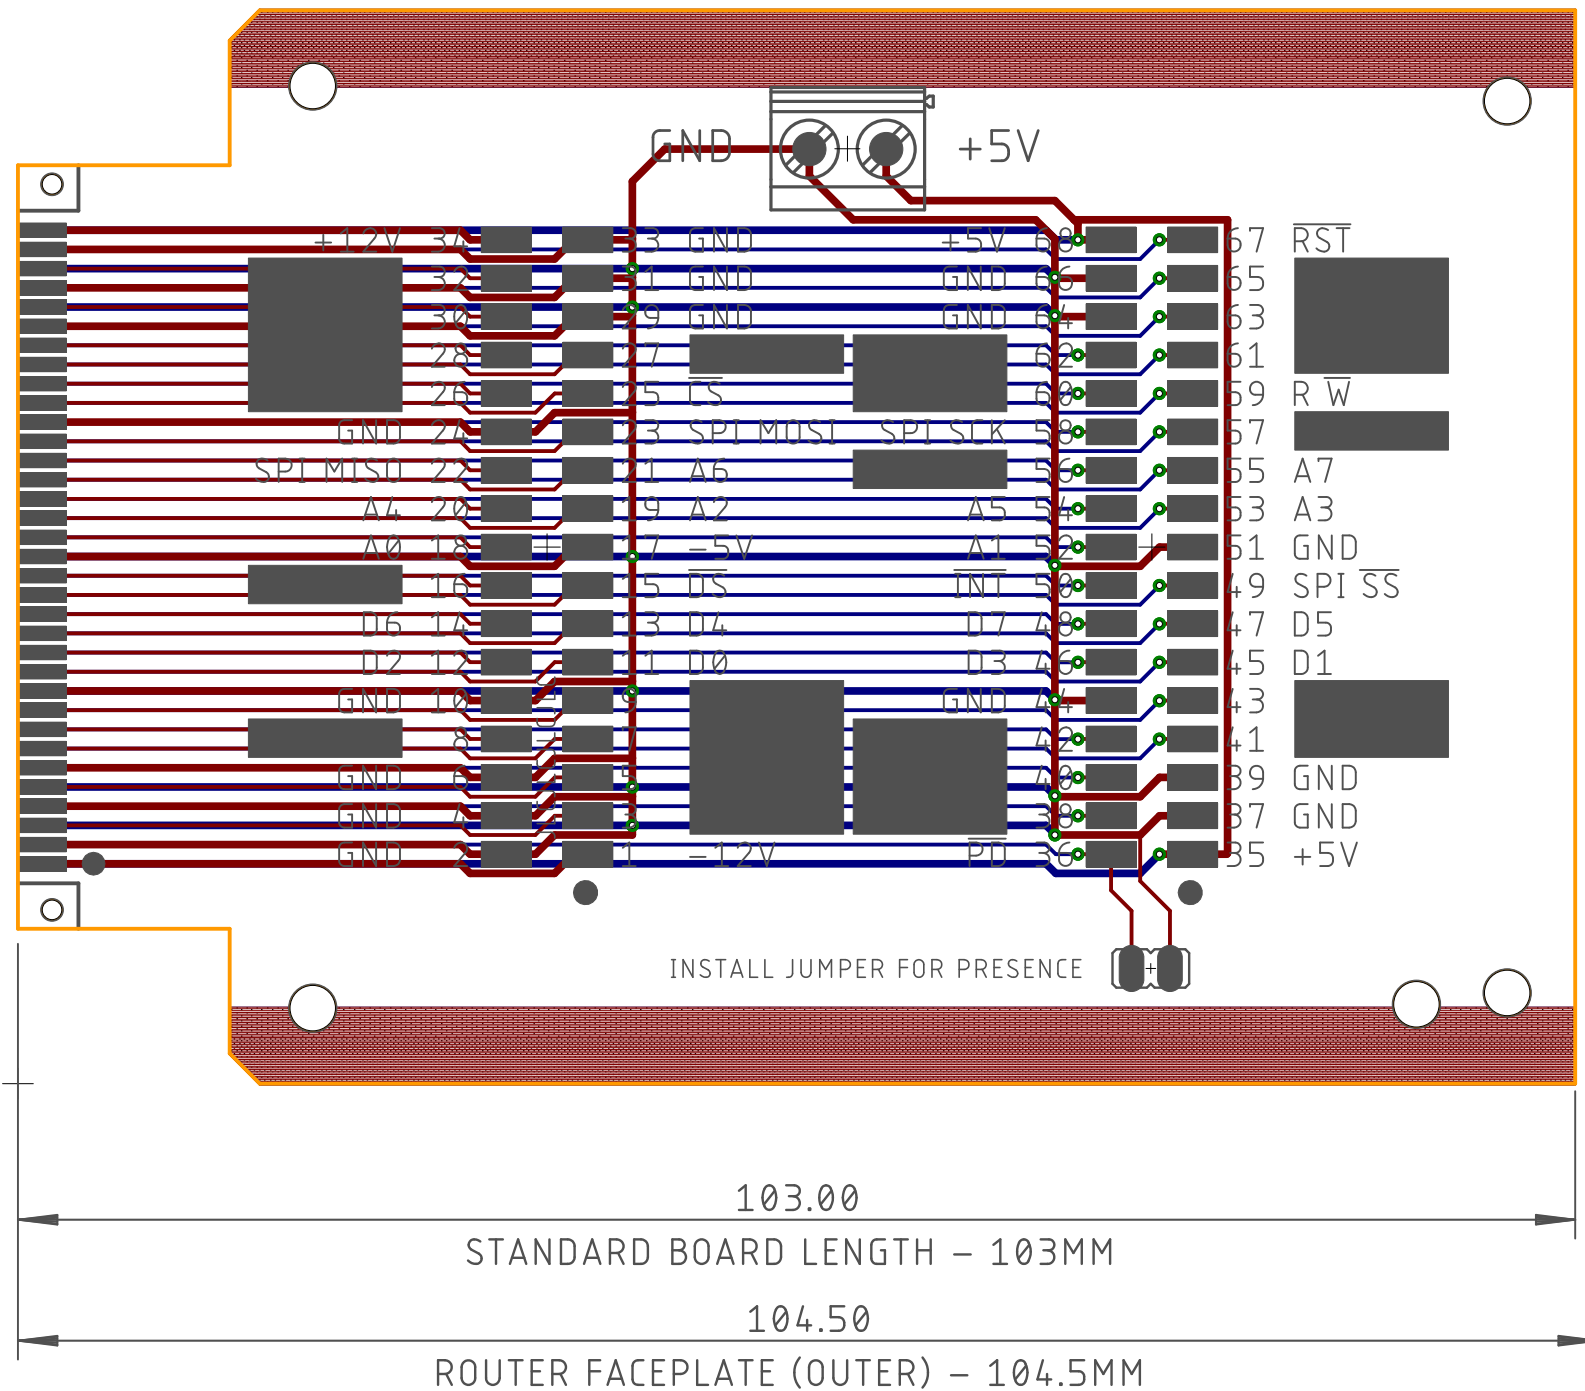 GND +5V
+12V 34 33 GND +5V 68 67 RST
32 31 GND GND 66 65
30 29 GND GND 64 63
28 27 62 61
26 25 CS 60 59 R W
GND 24 23 SPI MOSI SPI SCK 58 57
SPI MISO 22 21 A6 56 55 A7
A4 20 19 A2 A5 54 53 A3
A0 18 17 -5V A1 52 51 GND
16 15 DS INT 50 49 SPI SS
D6 14 13 D4 D7 48 47 D5
D2 12 11 D0 D3 46 45 D1
GND 10 9 GND 44 43
8 7 42 41
GND 6 5 40 39 GND
GND 4 3 38 37 GND
GND 2 1 -12V PD 36 35 +5V
INSTALL JUMPER FOR PRESENCE
103.00
STANDARD BOARD LENGTH - 103MM
104.50
ROUTER FACEPLATE (OUTER) - 104.5MM